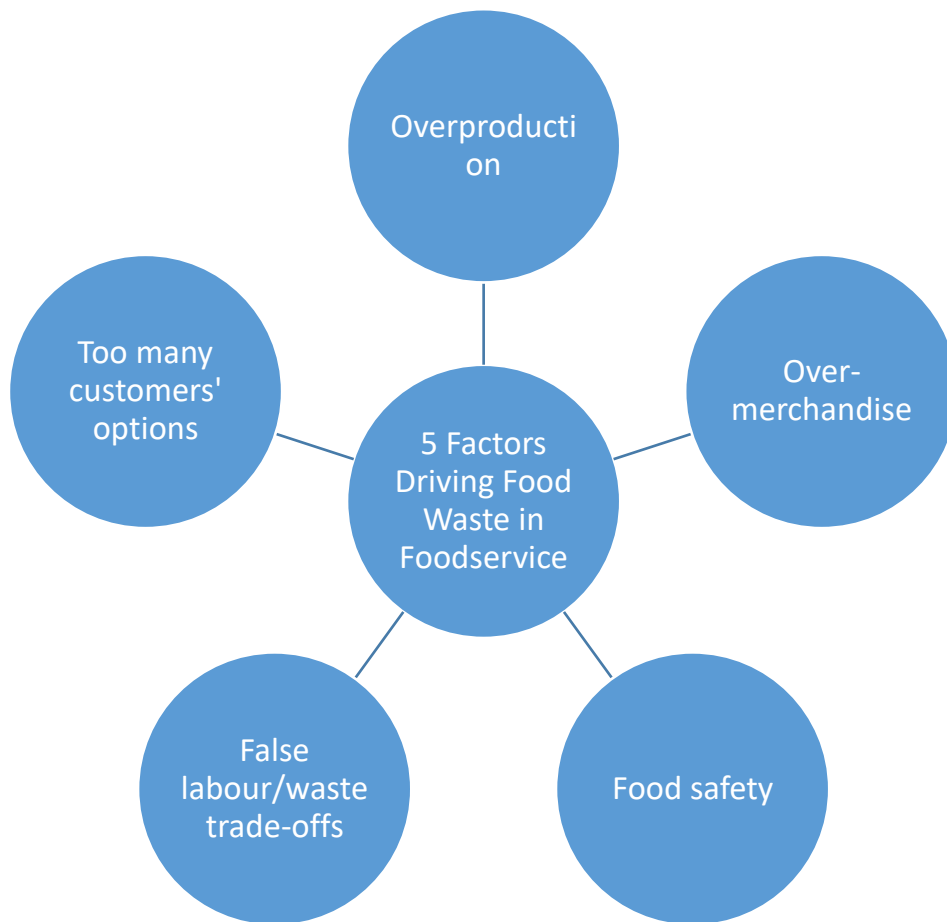 Overproducti
on
Over-
merchandise
Food safety
False
labour/waste
trade-offs
Too many
customers'
options
5 Factors
Driving Food
Waste in
Foodservice